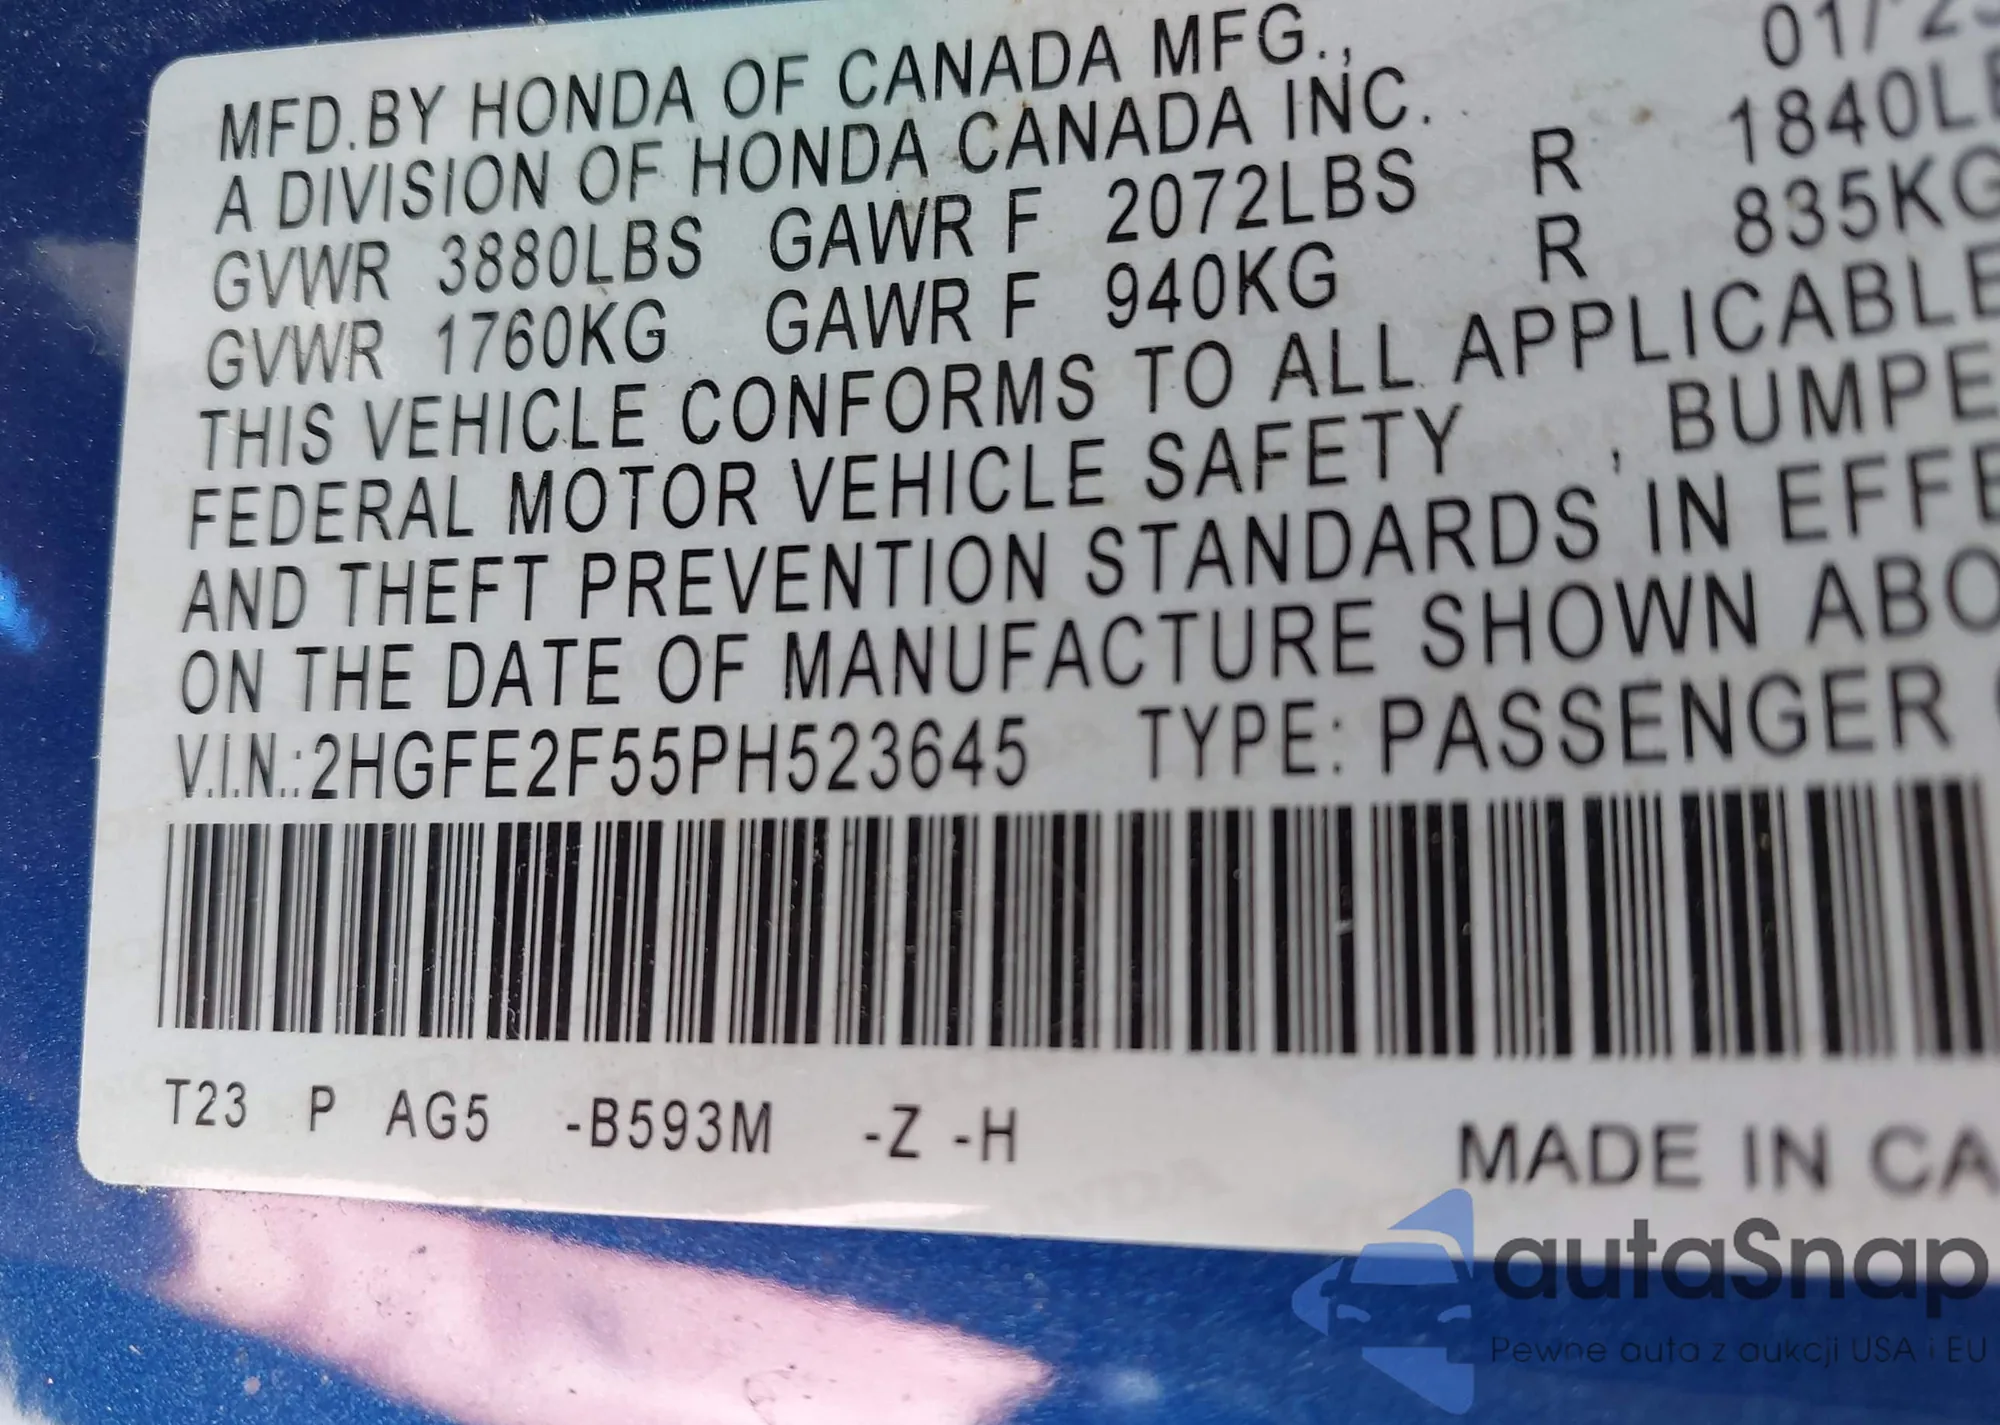 MFD.BY HONDA OF CANADA MFG., 01/'23
A DIVISION OF HONDA CANADA INC.
GVWR 3880LBS GAWR F 2072LBS R 1840LB
GVWR 1760KG GAWR F 940KG R 835KG
THIS VEHICLE CONFORMS TO ALL APPLICABLE
FEDERAL MOTOR VEHICLE SAFETY , BUMPE
AND THEFT PREVENTION STANDARDS IN EFFE
ON THE DATE OF MANUFACTURE SHOWN ABO
V.I.N.:2HGFE2F55PH523645 TYPE: PASSENGER
T23 P AG5 -B593M -Z -H
MADE IN CA
autaSnap
Pewne auta z aukcji USA i EU